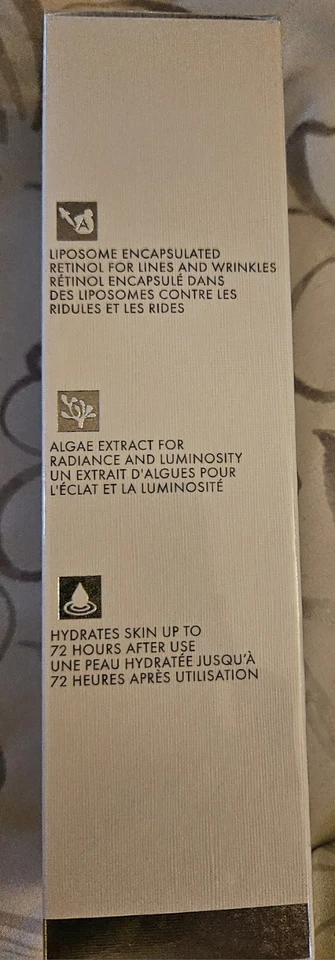 A
LIPOSOME ENCAPSULATED
RETINOL FOR LINES AND WRINKLES
RÉTINOL ENCAPSULÉ DANS
DES LIPOSOMES CONTRE LES
RIDULES ET LES RIDES
ALGAE EXTRACT FOR
RADIANCE AND LUMINOSITY
UN EXTRAIT D'ALGUES POUR
L'ÉCLAT ET LA LUMINOSITÉ
HYDRATES SKIN UP TO
72 HOURS AFTER USE
UNE PEAU HYDRATÉE JUSQU'À
72 HEURES APRÈS UTILISATION